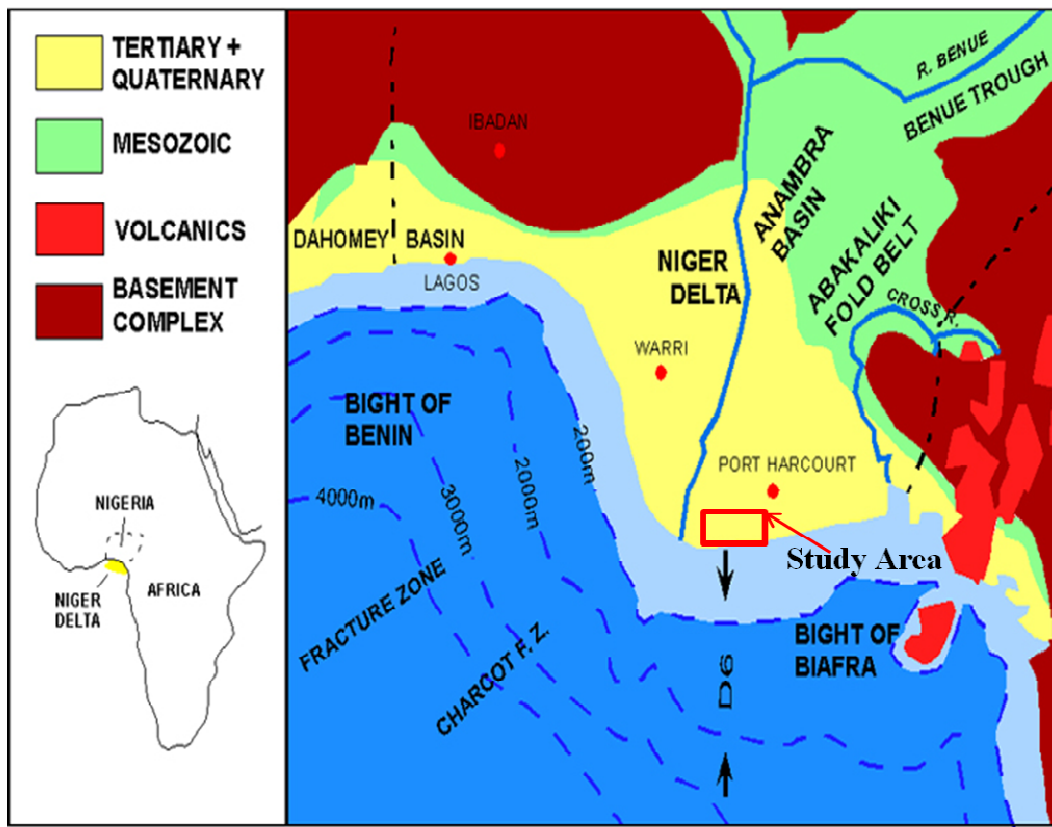 TERTIARY +
QUATERNARY
MESOZOIC
VOLCANICS
BASEMENT
COMPLEX
NIGERIA
AFRICA
NIGER
DELTA
IBADAN
R. BENUE
BENUE TROUGH
ANAMBRA
BASIN
ABAKALIKI
FOLD BELT
CROSS R.
DAHOMEY BASIN
LAGOS
NIGER
DELTA
WARRI
PORT HARCOURT
Study Area
BIGHT OF
BENIN
200m
2000m
3000m
4000m
FRACTURE ZONE
CHARCOT F. Z.
D6
BIGHT OF
BIAFRA